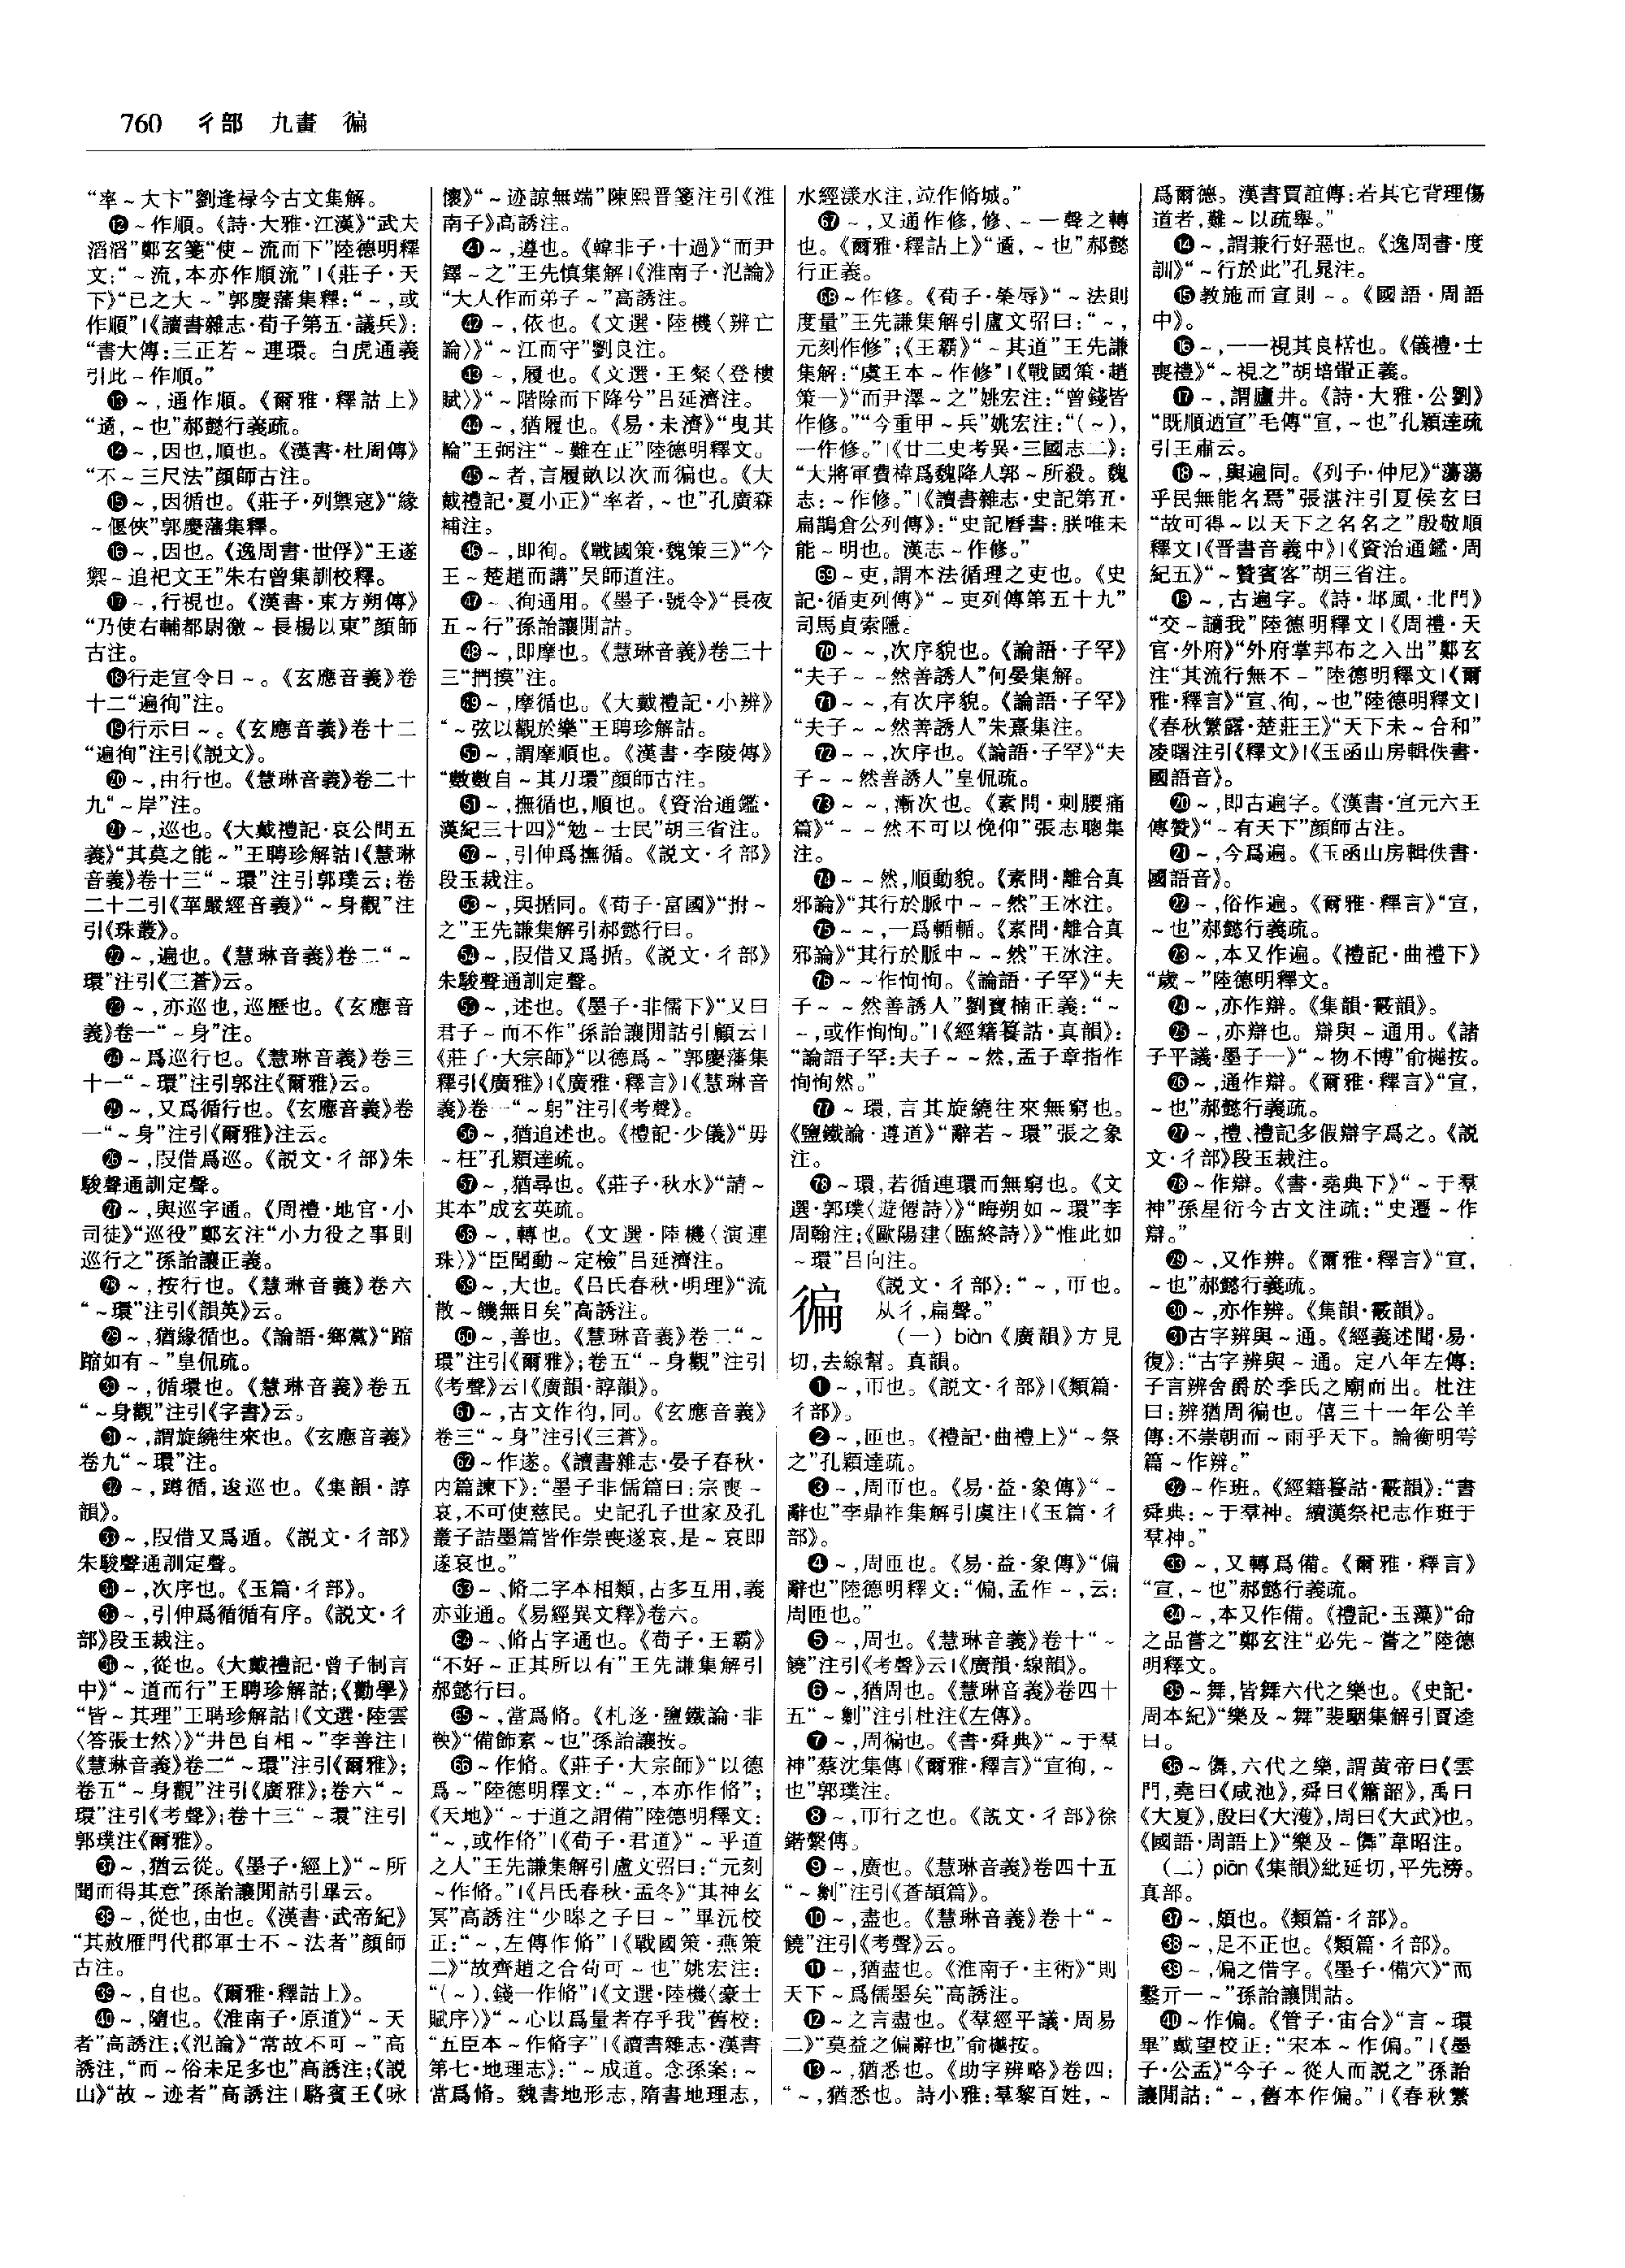 760　彳部　九畫　徧
“率～大卞”劉逢禄今古文集解。
⑫～作順。《詩·大雅·江漢》“武夫
滔滔”鄭玄箋“使～流而下”陸德明釋
文：“～流，本亦作順流”｜《莊子·天
下》“已之大～”郭慶藩集釋：“～，或
作順”｜《讀書雜志·荀子第五·議兵》：
“書大傳：三正若～連環。白虎通義
引此～作順。”
⑬～，通作順。《爾雅·釋詁上》
“遹，～也”郝懿行義疏。
⑭～，因也，順也。《漢書·杜周傳》
“不～三尺法”顔師古注。
⑮～，因循也。《莊子·列禦寇》“緣
～偃佒”郭慶藩集釋。
⑯～，因也。《逸周書·世俘》“王遂
禦～追祀文王”朱右曾集訓校釋。
⑰～，行視也。《漢書·東方朔傳》
“乃使右輔都尉徼～長楊以東”顔師
古注。
⑱行走宣令曰～。《玄應音義》卷
十二“遍徇”注。
⑲行示曰～。《玄應音義》卷十二
“遍徇”注引《説文》。
⑳～，由行也。《慧琳音義》卷二十
九“～岸”注。
㉑～，巡也。《大戴禮記·哀公問五
義》“其莫之能～”王聘珍解詁｜《慧琳
音義》卷十三“～環”注引郭璞云；卷
二十二引《華嚴經音義》“～身觀”注
引《珠叢》。
㉒～，遍也。《慧琳音義》卷二“～
環”注引《三蒼》云。
㉓～，亦巡也，巡歷也。《玄應音
義》卷一“～身”注。
㉔～爲巡行也。《慧琳音義》卷三
十一“～環”注引郭注《爾雅》云。
㉕～，又爲循行也。《玄應音義》卷
一“～身”注引《爾雅》注云。
㉖～，叚借爲巡。《説文·彳部》朱
駿聲通訓定聲。
㉗～，與巡字通。《周禮·地官·小
司徒》“巡役”鄭玄注“小力役之事則
巡行之”孫詒讓正義。
㉘～，按行也。《慧琳音義》卷六
“～環”注引《韻英》云。
㉙～，猶緣循也。《論語·鄉黨》“蹜
蹜如有～”皇侃疏。
㉚～，循環也。《慧琳音義》卷五
“～身觀”注引《字書》云。
㉛～，謂旋繞往來也。《玄應音義》
卷九“～環”注。
㉜～，蹲循，逡巡也。《集韻·諄
韻》。
㉝～，叚借又爲遁。《説文·彳部》
朱駿聲通訓定聲。
㉞～，次序也。《玉篇·彳部》。
㉟～，引伸爲循循有序。《説文·彳
部》段玉裁注。
㊱～，從也。《大戴禮記·曾子制言
中》“～道而行”王聘珍解詁；《勸學》
“皆～其理”王聘珍解詁｜《文選·陸雲
〈答張士然〉》“井邑自相～”李善注｜
《慧琳音義》卷二“～環”注引《爾雅》；
卷五“～身觀”注引《廣雅》；卷六“～
環”注引《考聲》；卷十三“～環”注引
郭璞注《爾雅》。
㊲～，猶云從。《墨子·經上》“～所
聞而得其意”孫詒讓閒詁引畢云。
㊳～，從也，由也。《漢書·武帝紀》
“其赦雁門代郡軍士不～法者”顔師
古注。
㊴～，自也。《爾雅·釋詁上》。
㊵～，隨也。《淮南子·原道》“～天
者”高誘注；《氾論》“常故不可～”高
誘注，“而～俗未足多也”高誘注；《説
山》“故～迹者”高誘注｜駱賓王《咏
懷》“～迹諒無端”陳熙晋箋注引《淮
南子》高誘注。
㊶～，遵也。《韓非子·十過》“而尹
鐸～之”王先慎集解｜《淮南子·氾論》
“大人作而弟子～”高誘注。
㊷～，依也。《文選·陸機〈辨亡
論〉》“～江而守”劉良注。
㊸～，履也。《文選·王粲〈登樓
賦〉》“～階除而下降兮”吕延濟注。
㊹～，猶履也。《易·未濟》“曳其
輪”王弼注“～難在正”陸德明釋文。
㊺～者，言履畝以次而徧也。《大
戴禮記·夏小正》“率者，～也”孔廣森
補注。
㊻～，即徇。《戰國策·魏策三》“今
王～楚趙而講”吴師道注。
㊼～、徇通用。《墨子·號令》“長夜
五～行”孫詒讓閒詁。
㊽～，即摩也。《慧琳音義》卷三十
三“捫摸”注。
㊾～，摩循也。《大戴禮記·小辨》
“～弦以觀於樂”王聘珍解詁。
㊿～，謂摩順也。《漢書·李陵傳》
“數數自～其刀環”顔師古注。
51～，撫循也，順也。《資治通鑑·
漢紀三十四》“勉～士民”胡三省注。
52～，引伸爲撫循。《説文·彳部》
段玉裁注。
53～，與揗同。《荀子·富國》“拊～
之”王先謙集解引郝懿行曰。
54～，叚借又爲揗。《説文·彳部》
朱駿聲通訓定聲。
55～，述也。《墨子·非儒下》“又曰
君子～而不作”孫詒讓閒詁引顧云｜
《莊子·大宗師》“以德爲～”郭慶藩集
釋引《廣雅》｜《廣雅·釋言》｜《慧琳音
義》卷一“～躬”注引《考聲》。
56～，猶追述也。《禮記·少儀》“毋
～枉”孔穎達疏。
57～，猶尋也。《莊子·秋水》“請～
其本”成玄英疏。
58～，轉也。《文選·陸機〈演連
珠〉》“臣聞動～定檢”吕延濟注。
59～，大也。《吕氏春秋·明理》“流
散～饑無日矣”高誘注。
60～，善也。《慧琳音義》卷二“～
環”注引《爾雅》；卷五“～身觀”注引
《考聲》云｜《廣韻·諄韻》。
61～，古文作徇，同。《玄應音義》
卷三“～身”注引《三蒼》。
62～作遂。《讀書雜志·晏子春秋·
内篇諫下》：“墨子非儒篇曰：宗喪～
哀，不可使慈民。史記孔子世家及孔
叢子詰墨篇皆作崇喪遂哀，是～哀即
遂哀也。”
63～、脩二字本相類，古多互用，義
亦並通。《易經異文釋》卷六。
64～、脩古字通也。《荀子·王霸》
“不好～正其所以有”王先謙集解引
郝懿行曰。
65～，當爲脩。《札迻·鹽鐵論·非
鞅》“備飾素～也”孫詒讓按。
66～作脩。《莊子·大宗師》“以德
爲～”陸德明釋文：“～，本亦作脩”；
《天地》“～于道之謂備”陸德明釋文：
“～，或作脩”｜《荀子·君道》“～乎道
之人”王先謙集解引盧文弨曰：“元刻
～作脩。”｜《吕氏春秋·孟冬》“其神玄
冥”高誘注“少皞之子曰～”畢沅校
正：“～，左傳作脩”｜《戰國策·燕策
二》“故齊趙之合苟可～也”姚宏注：
“（～），錢一作脩”｜《文選·陸機〈豪士
賦序〉》“～心以爲量者存乎我”舊校：
“五臣本～作脩字”｜《讀書雜志·漢書
第七·地理志》：“～成道。念孫案：～
當爲脩。魏書地形志，隋書地理志，
水經漾水注，竝作脩城。”
67～，又通作修，修、～一聲之轉
也。《爾雅·釋詁上》“遹，～也”郝懿
行正義。
68～作修。《荀子·榮辱》“～法則
度量”王先謙集解引盧文弨曰：“～，
元刻作修”；《王霸》“～其道”王先謙
集解：“虞王本～作修”｜《戰國策·趙
策一》“而尹澤～之”姚宏注：“曾錢皆
作修。”“今重甲～兵”姚宏注：“（～），
一作修。”｜《廿二史考異·三國志二》：
“大將軍費褘爲魏降人郭～所殺。魏
志：～作修。”｜《讀書雜志·史記第五·
扁鵲倉公列傳》：“史記曆書：朕唯未
能～明也。漢志～作修。”
69～吏，謂本法循理之吏也。《史
記·循吏列傳》“～吏列傳第五十九”
司馬貞索隱。
70～～，次序貌也。《論語·子罕》
“夫子～～然善誘人”何晏集解。
71～～，有次序貌。《論語·子罕》
“夫子～～然善誘人”朱熹集注。
72～～，次序也。《論語·子罕》“夫
子～～然善誘人”皇侃疏。
73～～，漸次也。《素問·刺腰痛
篇》“～～然不可以俛仰”張志聰集
注。
74～～然，順動貌。《素問·離合真
邪論》“其行於脈中～～然”王冰注。
75～～，一爲輴輴。《素問·離合真
邪論》“其行於脈中～～然”王冰注。
76～～作恂恂。《論語·子罕》“夫
子～～然善誘人”劉寶楠正義：“～
～，或作恂恂。”｜《經籍籑詁·真韻》：
“論語子罕：夫子～～然，孟子章指作
恂恂然。”
77～環，言其旋繞往來無窮也。
《鹽鐵論·遵道》“辭若～環”張之象
注。
78～環，若循連環而無窮也。《文
選·郭璞〈遊僊詩〉》“晦朔如～環”李
周翰注；《歐陽建〈臨終詩〉》“惟此如
～環”吕向注。
徧
《説文·彳部》：“～，帀也。
从彳，扁聲。”
（一）biàn《廣韻》方見
切，去線幫。真韻。
❶～，帀也。《説文·彳部》｜《類篇·
彳部》。
❷～，匝也。《禮記·曲禮上》“～祭
之”孔穎達疏。
❸～，周帀也。《易·益·象傳》“～
辭也”李鼎祚集解引虞注｜《玉篇·彳
部》。
❹～，周匝也。《易·益·象傳》“偏
辭也”陸德明釋文：“偏，孟作～，云：
周匝也。”
❺～，周也。《慧琳音義》卷十“～
饒”注引《考聲》云｜《廣韻·線韻》。
❻～，猶周也。《慧琳音義》卷四十
五“～剿”注引杜注《左傳》。
❼～，周徧也。《書·舜典》“～于羣
神”蔡沈集傳｜《爾雅·釋言》“宣徇，～
也”郭璞注。
❽～，帀行之也。《説文·彳部》徐
鍇繫傳。
❾～，廣也。《慧琳音義》卷四十五
“～剿”注引《蒼頡篇》。
❿～，盡也。《慧琳音義》卷十“～
饒”注引《考聲》云。
⓫～，猶盡也。《淮南子·主術》“則
天下～爲儒墨矣”高誘注。
⓬～之言盡也。《羣經平議·周易
二》“莫益之偏辭也”俞樾按。
⓭～，猶悉也。《助字辨略》卷四：
“～，猶悉也。詩小雅：羣黎百姓，～
爲爾德。漢書賈誼傳：若其它背理傷
道者，難～以疏舉。”
⓮～，謂兼行好惡也。《逸周書·度
訓》“～行於此”孔晁注。
⓯教施而宣則～。《國語·周語
中》。
⓰～，一一視其良楛也。《儀禮·士
喪禮》“～視之”胡培翬正義。
⓱～，謂廬井。《詩·大雅·公劉》
“既順迺宣”毛傳“宣，～也”孔穎達疏
引王肅云。
⓲～，與遍同。《列子·仲尼》“蕩蕩
乎民無能名焉”張湛注引夏侯玄曰
“故可得～以天下之名名之”殷敬順
釋文｜《晋書音義中》｜《資治通鑑·周
紀五》“～贊賓客”胡三省注。
⓳～，古遍字。《詩·邶風·北門》
“交～讁我”陸德明釋文｜《周禮·天
官·外府》“外府掌邦布之入出”鄭玄
注“其流行無不～”陸德明釋文｜《爾
雅·釋言》“宣、徇，～也”陸德明釋文｜
《春秋繁露·楚莊王》“天下未～合和”
凌曙注引《釋文》｜《玉函山房輯佚書·
國語音》。
⓴～，即古遍字。《漢書·宣元六王
傳贊》“～有天下”顔師古注。
㉑～，今爲遍。《玉函山房輯佚書·
國語音》。
㉒～，俗作遍。《爾雅·釋言》“宣，
～也”郝懿行義疏。
㉓～，本又作遍。《禮記·曲禮下》
“歲～”陸德明釋文。
㉔～，亦作辯。《集韻·霰韻》。
㉕～，亦辯也。辯與～通用。《諸
子平議·墨子一》“～物不博”俞樾按。
㉖～，通作辯。《爾雅·釋言》“宣，
～也”郝懿行義疏。
㉗～，禮、禮記多假辯字爲之。《説
文·彳部》段玉裁注。
㉘～作辯。《書·堯典下》“～于羣
神”孫星衍今古文注疏：“史遷～作
辯。”
㉙～，又作辨。《爾雅·釋言》“宣，
～也”郝懿行義疏。
㉚～，亦作辨。《集韻·霰韻》。
㉛古字辨與～通。《經義述聞·易·
復》：“古字辨與～通。定八年左傳：
子言辨舍爵於季氏之廟而出。杜注
曰：辨猶周徧也。僖三十一年公羊
傳：不崇朝而～雨乎天下。論衡明雩
篇～作辨。”
㉜～作班。《經籍籑詁·霰韻》：“書
舜典：～于羣神。續漢祭祀志作班于
羣神。”
㉝～，又轉爲備。《爾雅·釋言》
“宣，～也”郝懿行義疏。
㉞～，本又作備。《禮記·玉藻》“命
之品嘗之”鄭玄注“必先～嘗之”陸德
明釋文。
㉟～舞，皆舞六代之樂也。《史記·
周本紀》“樂及～舞”裴駰集解引賈逵
曰。
㊱～儛，六代之樂，謂黄帝曰《雲
門，堯曰《咸池》，舜曰《簫韶》，禹曰
《大夏》，殷曰《大濩》，周曰《大武》也。
《國語·周語上》“樂及～儛”韋昭注。
（二）piān《集韻》紕延切，平先滂。
真部。
㊲～，頗也。《類篇·彳部》。
㊳～，足不正也。《類篇·彳部》。
㊴～，偏之借字。《墨子·備穴》“而
鑿亓一～”孫詒讓閒詁。
㊵～作偏。《管子·宙合》“言～環
畢”戴望校正：“宋本～作偏。”｜《墨
子·公孟》“今子～從人而説之”孫詒
讓閒詁：“～，舊本作偏。”｜《春秋繁